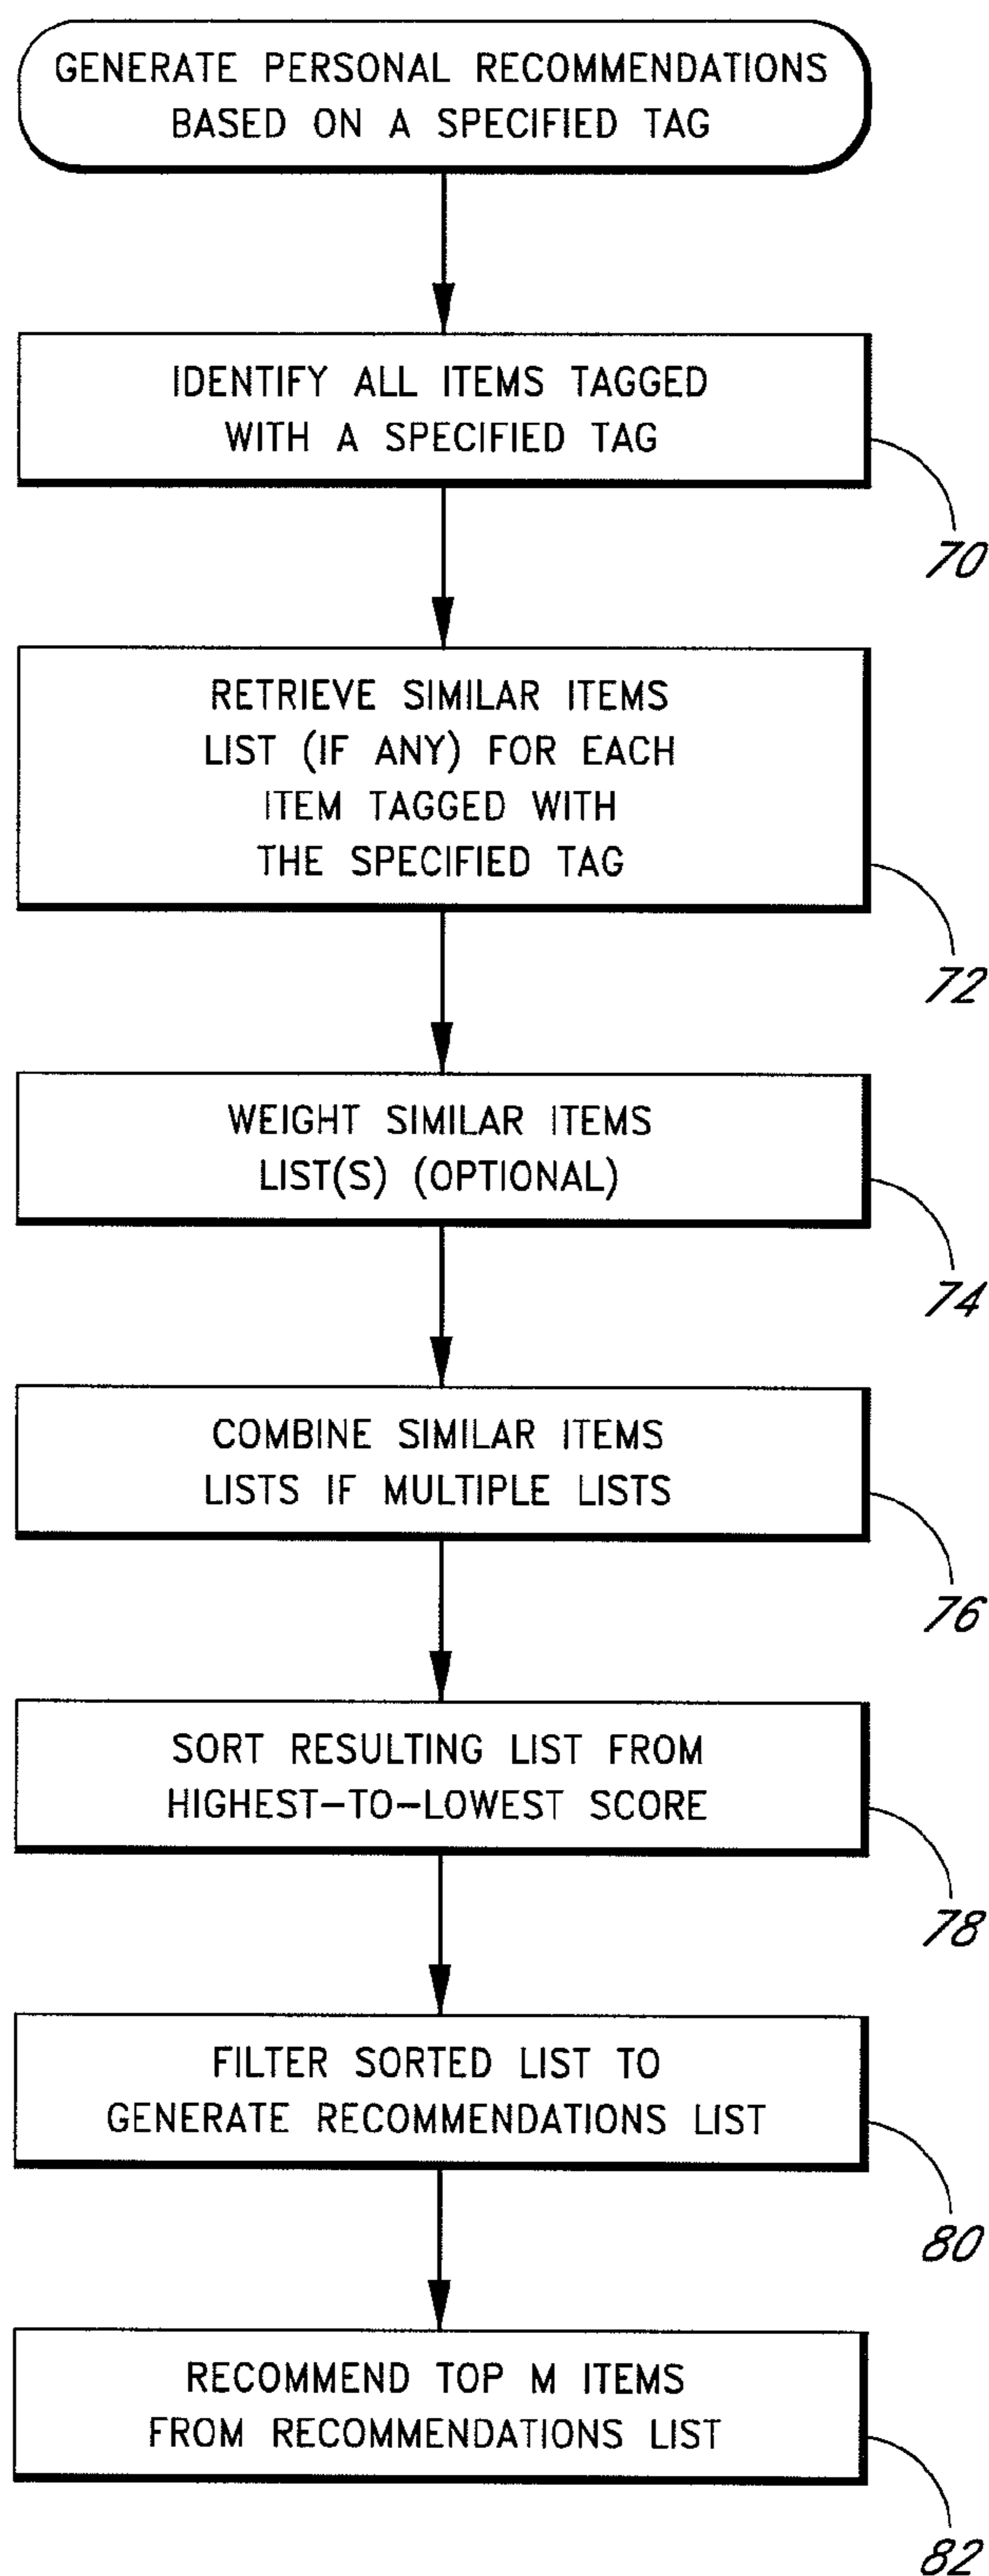 GENERATE PERSONAL RECOMMENDATIONS
BASED ON A SPECIFIED TAG
IDENTIFY ALL ITEMS TAGGED
WITH A SPECIFIED TAG
70
RETRIEVE SIMILAR ITEMS
LIST (IF ANY) FOR EACH
ITEM TAGGED WITH
THE SPECIFIED TAG
72
WEIGHT SIMILAR ITEMS
LIST(S) (OPTIONAL)
74
COMBINE SIMILAR ITEMS
LISTS IF MULTIPLE LISTS
76
SORT RESULTING LIST FROM
HIGHEST-TO-LOWEST SCORE
78
FILTER SORTED LIST TO
GENERATE RECOMMENDATIONS LIST
80
RECOMMEND TOP M ITEMS
FROM RECOMMENDATIONS LIST
82